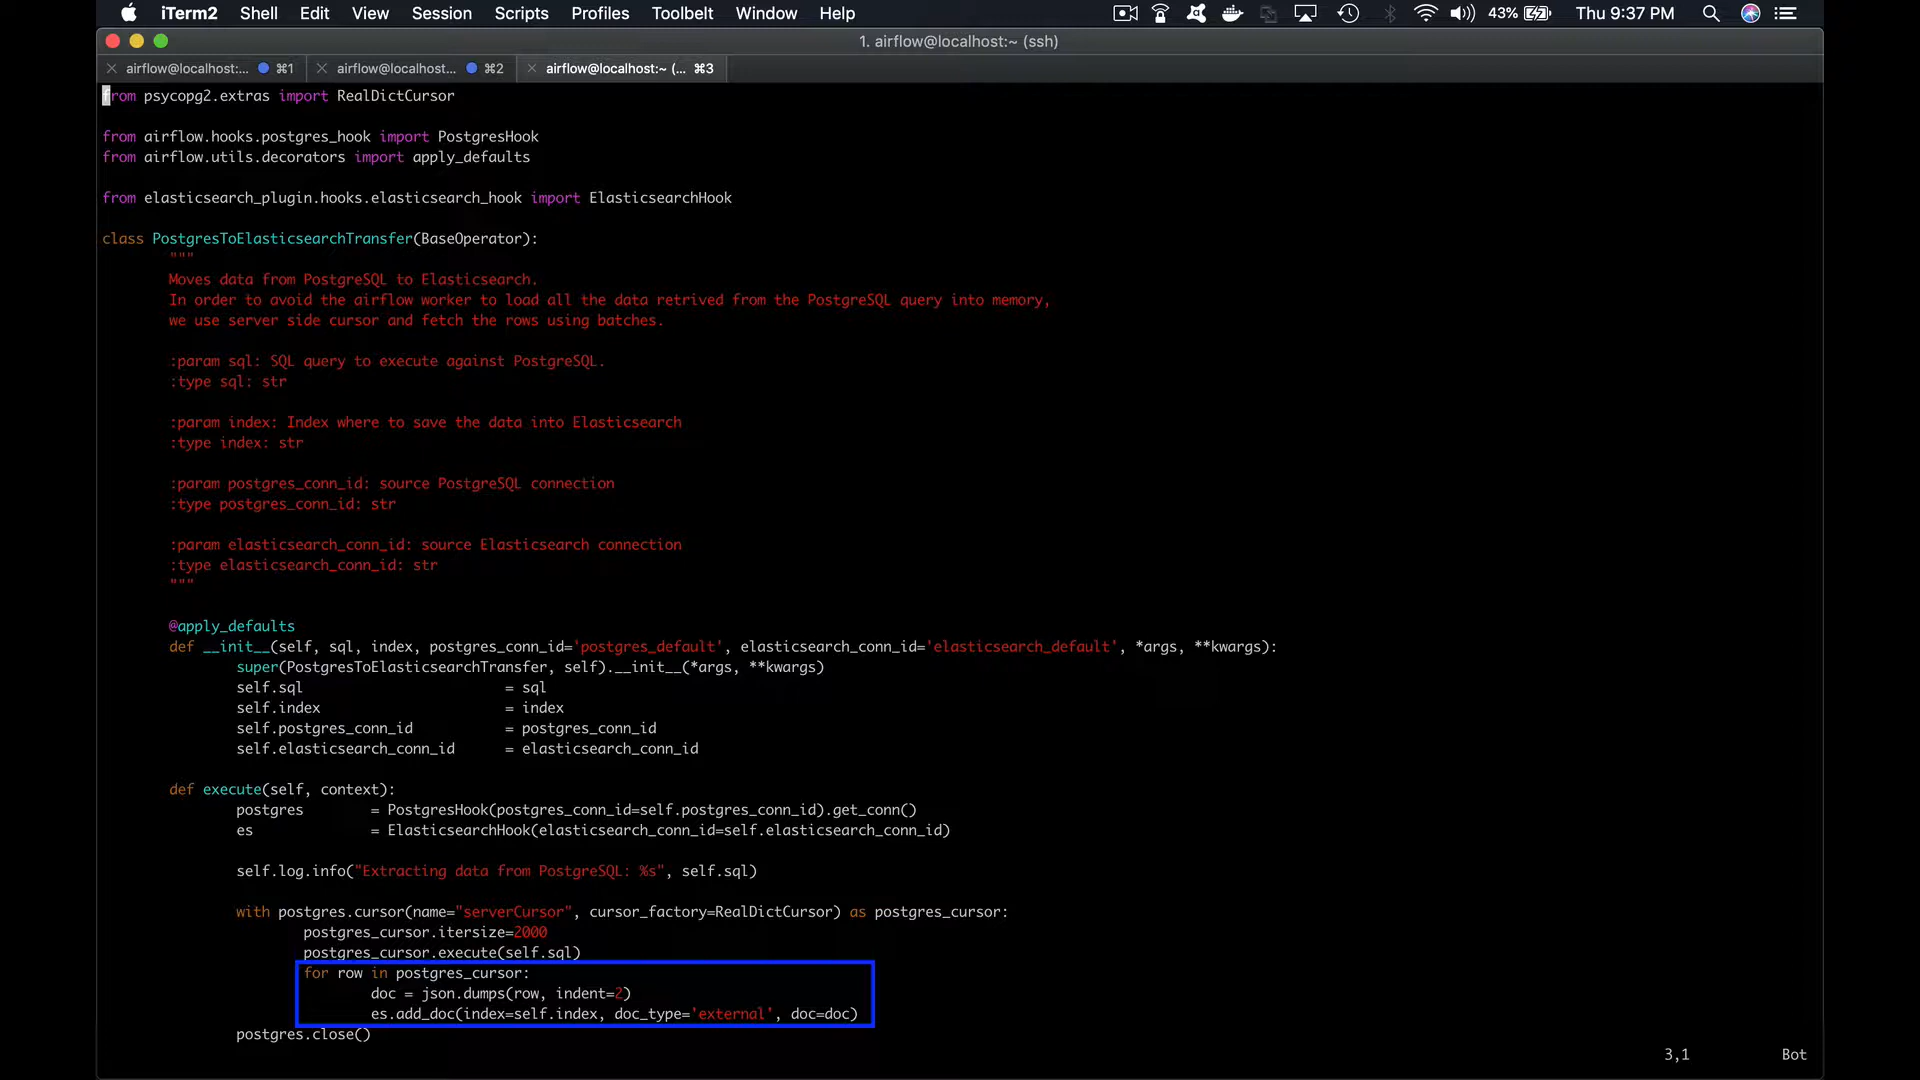 iTerm2 Shell Edit View Session Scripts Profiles Toolbelt Window Help 43% Thu 9:37 PM
1. airflow@localhost:~ (ssh)
airflow@localhost:... ⌘1 airflow@localhost... ⌘2 airflow@localhost:~ (... ⌘3
from psycopg2.extras import RealDictCursor
from airflow.hooks.postgres_hook import PostgresHook
from airflow.utils.decorators import apply_defaults
from elasticsearch_plugin.hooks.elasticsearch_hook import ElasticsearchHook
class PostgresToElasticsearchTransfer(BaseOperator):
"""
Moves data from PostgreSQL to Elasticsearch.
In order to avoid the airflow worker to load all the data retrived from the PostgreSQL query into memory,
we use server side cursor and fetch the rows using batches.
:param sql: SQL query to execute against PostgreSQL.
:type sql: str
:param index: Index where to save the data into Elasticsearch
:type index: str
:param postgres_conn_id: source PostgreSQL connection
:type postgres_conn_id: str
:param elasticsearch_conn_id: source Elasticsearch connection
:type elasticsearch_conn_id: str
"""
@apply_defaults
def __init__(self, sql, index, postgres_conn_id='postgres_default', elasticsearch_conn_id='elasticsearch_default', *args, **kwargs):
super(PostgresToElasticsearchTransfer, self).__init__(*args, **kwargs)
self.sql = sql
self.index = index
self.postgres_conn_id = postgres_conn_id
self.elasticsearch_conn_id = elasticsearch_conn_id
def execute(self, context):
postgres = PostgresHook(postgres_conn_id=self.postgres_conn_id).get_conn()
es = ElasticsearchHook(elasticsearch_conn_id=self.elasticsearch_conn_id)
self.log.info("Extracting data from PostgreSQL: %s", self.sql)
with postgres.cursor(name="serverCursor", cursor_factory=RealDictCursor) as postgres_cursor:
postgres_cursor.itersize=2000
postgres_cursor.execute(self.sql)
for row in postgres_cursor:
doc = json.dumps(row, indent=2)
es.add_doc(index=self.index, doc_type='external', doc=doc)
postgres.close()
3,1 Bot